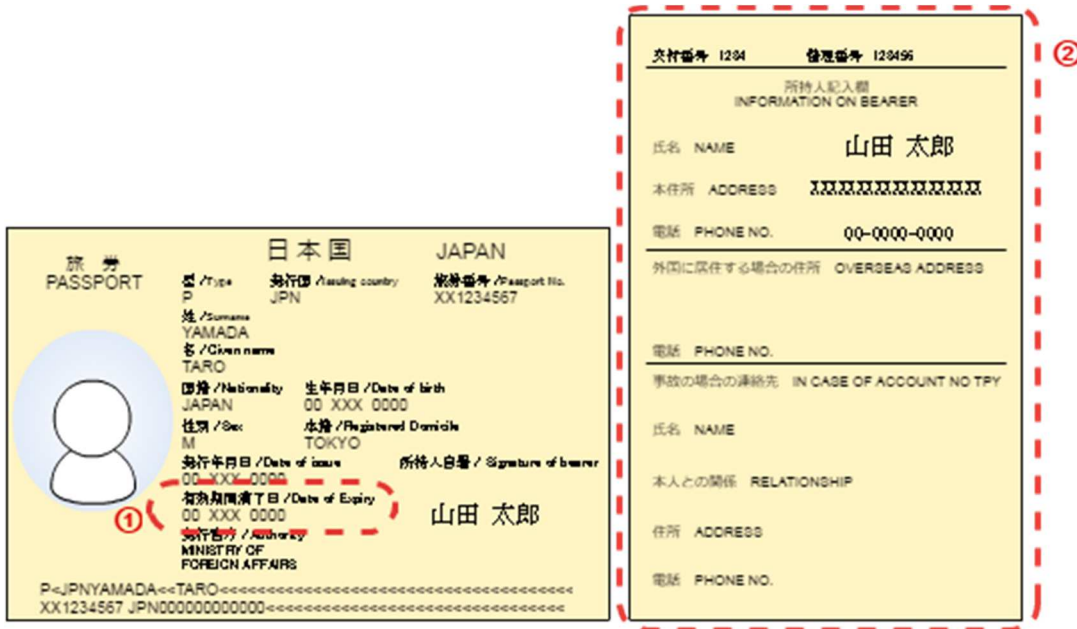 旅 券
PASSPORT
日本国 JAPAN
型 /Type 発行国 /Issuing country 旅券番号 /Passport No.
P JPN XX1234567
姓 /Surname
YAMADA
名 /Given name
TARO
国籍 /Nationality 生年月日 /Date of birth
JAPAN 00 XXX 0000
性別 /Sex 本籍 /Registered Domicile
M TOKYO
発行年月日 /Date of issue 所持人自署 / Signature of bearer
00 XXX 0000
① 有効期間満了日 /Date of Expiry
00 XXX 0000
山田 太郎
発行官庁 /Authority
MINISTRY OF
FOREIGN AFFAIRS
P<JPNYAMADA<<TARO<<<<<<<<<<<<<<<<<<<<<<<<<<<<<<<<<<<<<<
XX1234567 JPN000000000000<<<<<<<<<<<<<<<<<<<<<<<<<<<<<<
②
交付番号 1234 管理番号 123456
所持人記入欄
INFORMATION ON BEARER
氏名 NAME 山田 太郎
本住所 ADDRESS XXXXXXXXXXXXXXX
電話 PHONE NO. 00-0000-0000
外国に居住する場合の住所 OVERSEAS ADDRESS
電話 PHONE NO.
事故の場合の連絡先 IN CASE OF ACCOUNT NO TPY
氏名 NAME
本人との関係 RELATIONSHIP
住所 ADDRESS
電話 PHONE NO.